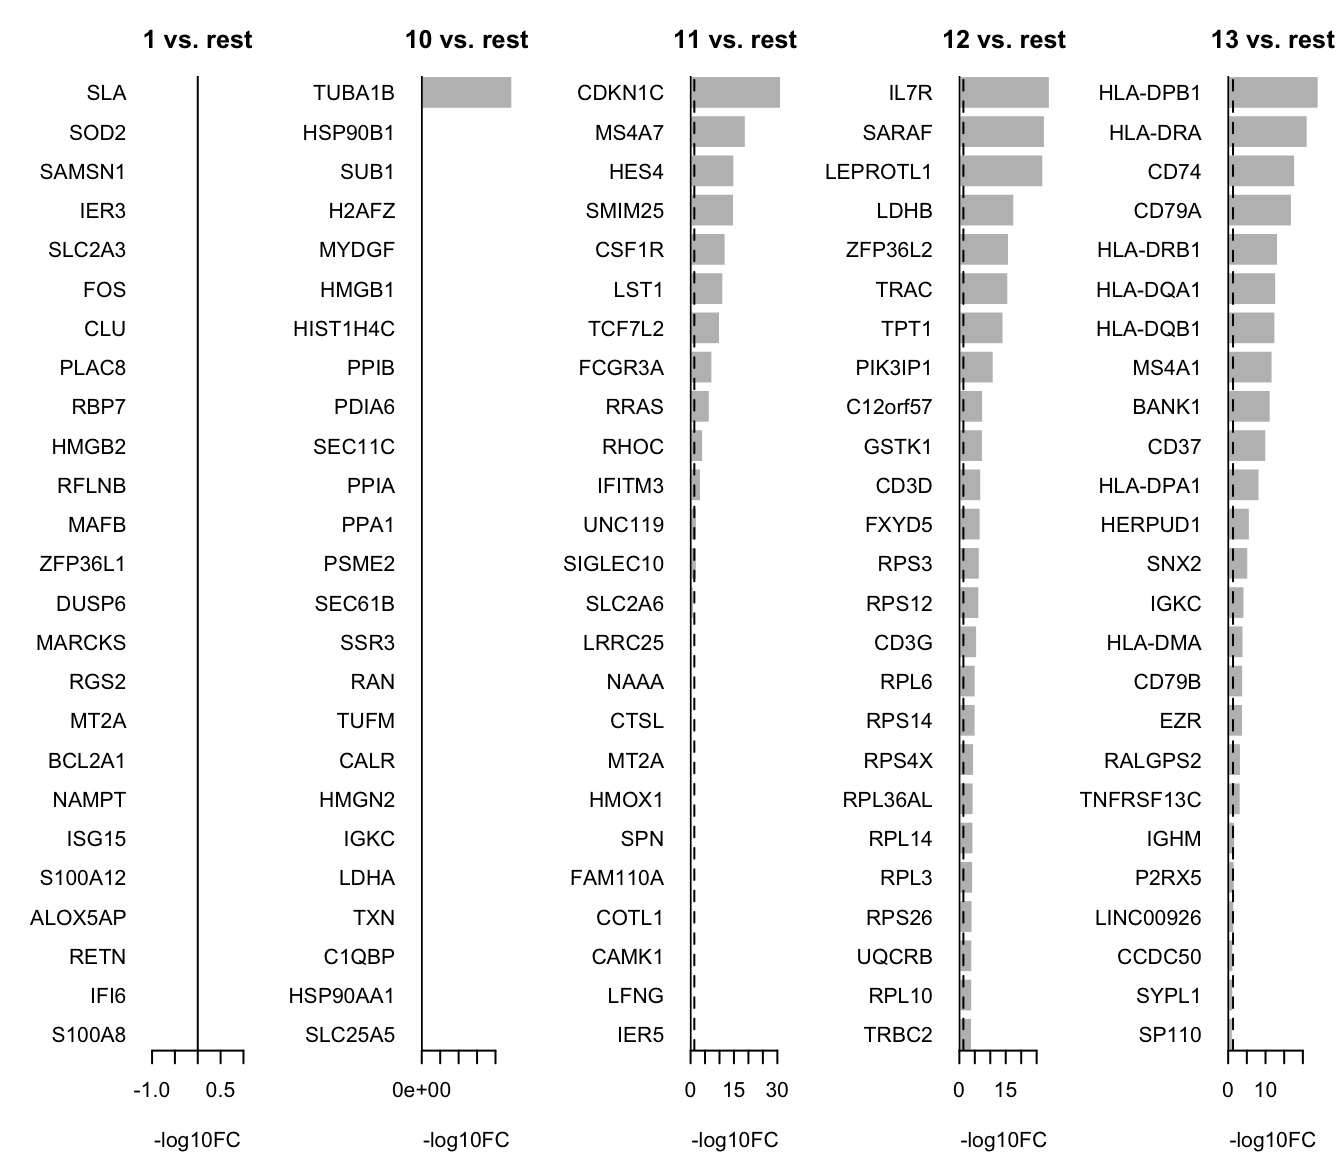 1 vs. rest
SLA
SOD2
SAMSN1
IER3
SLC2A3
FOS
CLU
PLAC8
RBP7
HMGB2
RFLNB
MAFB
ZFP36L1
DUSP6
MARCKS
RGS2
MT2A
BCL2A1
NAMPT
ISG15
S100A12
ALOX5AP
RETN
IFI6
S100A8
-1.0 0.5
-log10FC
10 vs. rest
TUBA1B
HSP90B1
SUB1
H2AFZ
MYDGF
HMGB1
HIST1H4C
PPIB
PDIA6
SEC11C
PPIA
PPA1
PSME2
SEC61B
SSR3
RAN
TUFM
CALR
HMGN2
IGKC
LDHA
TXN
C1QBP
HSP90AA1
SLC25A5
0e+00
-log10FC
11 vs. rest
CDKN1C
MS4A7
HES4
SMIM25
CSF1R
LST1
TCF7L2
FCGR3A
RRAS
RHOC
IFITM3
UNC119
SIGLEC10
SLC2A6
LRRC25
NAAA
CTSL
MT2A
HMOX1
SPN
FAM110A
COTL1
CAMK1
LFNG
IER5
0 15 30
-log10FC
12 vs. rest
IL7R
SARAF
LEPROTL1
LDHB
ZFP36L2
TRAC
TPT1
PIK3IP1
C12orf57
GSTK1
CD3D
FXYD5
RPS3
RPS12
CD3G
RPL6
RPS14
RPS4X
RPL36AL
RPL14
RPL3
RPS26
UQCRB
RPL10
TRBC2
0 15
-log10FC
13 vs. rest
HLA-DPB1
HLA-DRA
CD74
CD79A
HLA-DRB1
HLA-DQA1
HLA-DQB1
MS4A1
BANK1
CD37
HLA-DPA1
HERPUD1
SNX2
IGKC
HLA-DMA
CD79B
EZR
RALGPS2
TNFRSF13C
IGHM
P2RX5
LINC00926
CCDC50
SYPL1
SP110
0 10
-log10FC